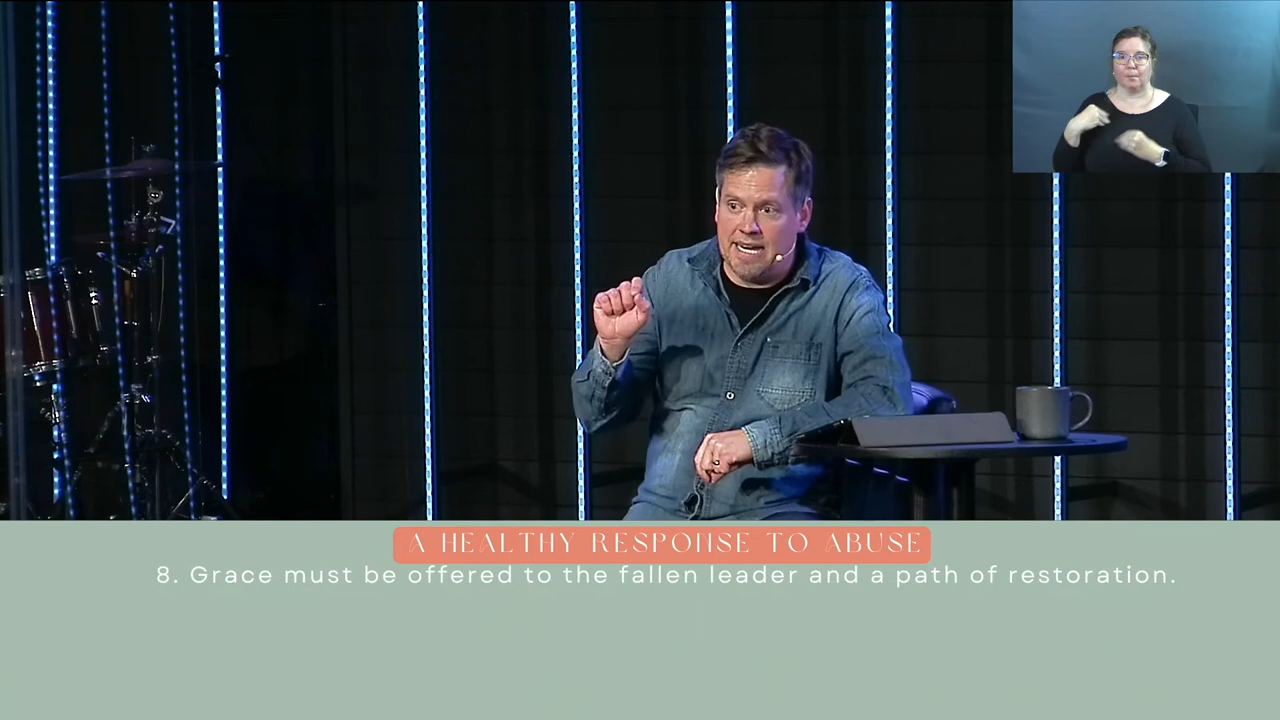 A HEALTHY RESPONSE TO ABUSE
8. Grace must be offered to the fallen leader and a path of restoration.